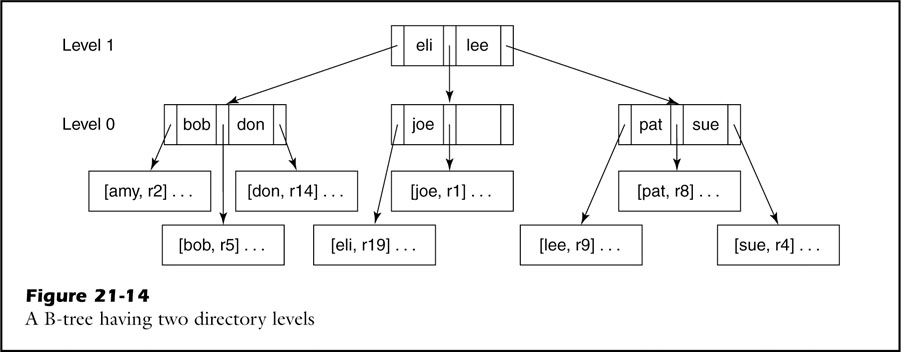 Level 1
eli lee
Level 0
bob don
joe
pat sue
[amy, r2] . . .
[don, r14] . . .
[joe, r1] . . .
[pat, r8] . . .
[bob, r5] . . .
[eli, r19] . . .
[lee, r9] . . .
[sue, r4] . . .
Figure 21-14
A B-tree having two directory levels